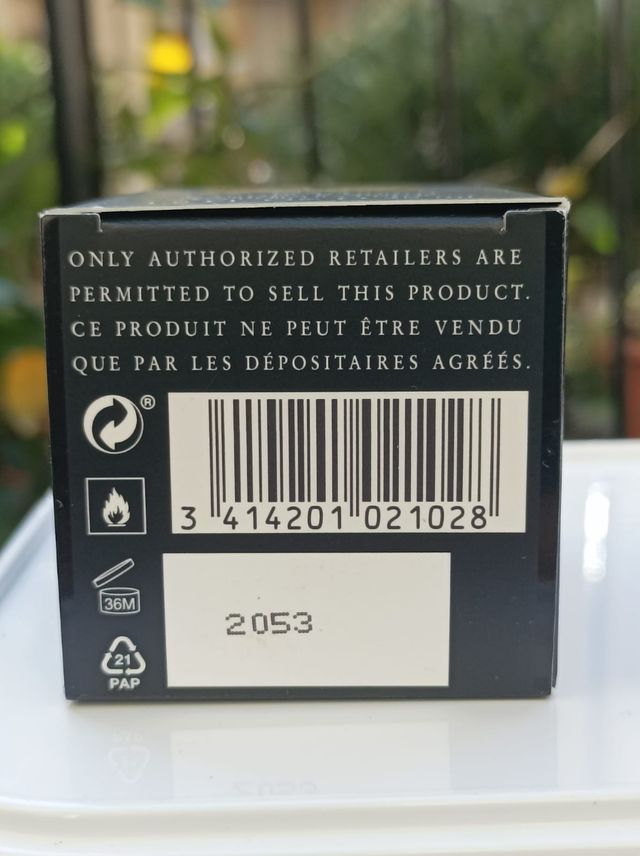 ONLY AUTHORIZED RETAILERS ARE
PERMITTED TO SELL THIS PRODUCT.
CE PRODUIT NE PEUT ÊTRE VENDU
QUE PAR LES DÉPOSITAIRES AGRÉÉS.
®
3 414201 021028
36M
2053
21
PAP